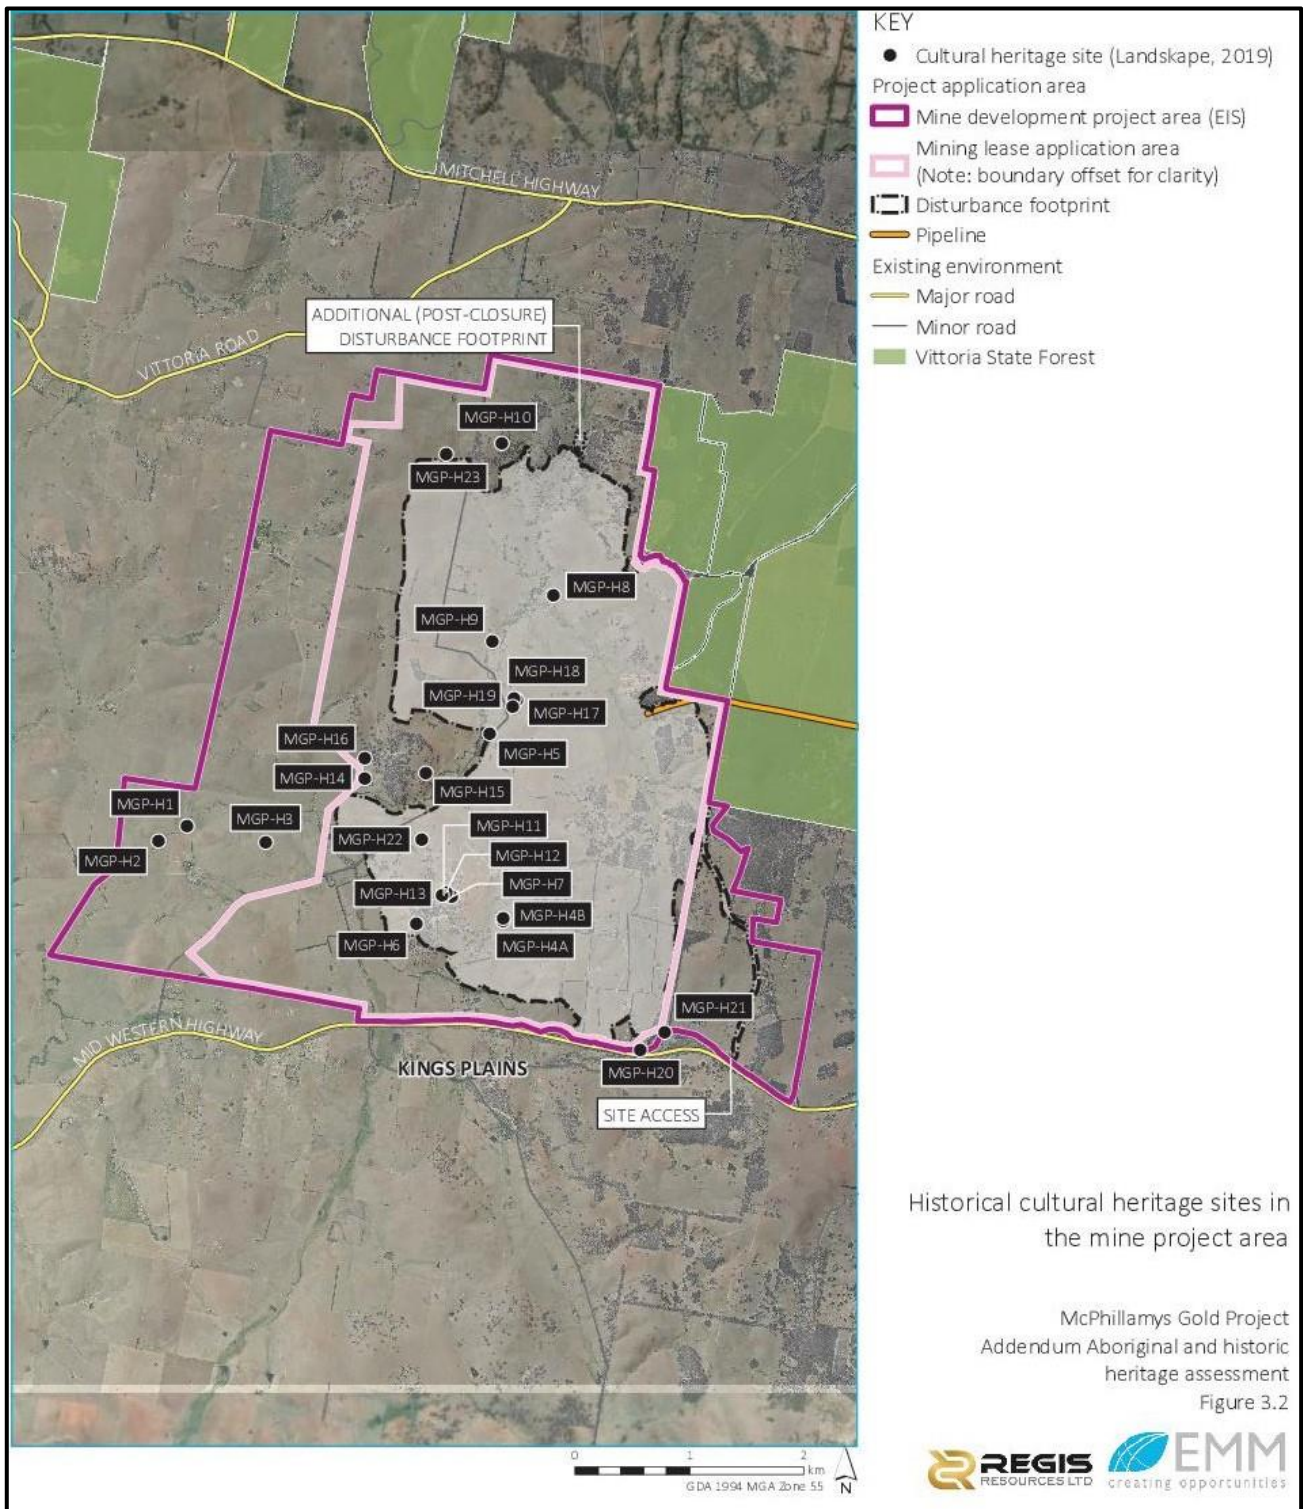 KEY
Cultural heritage site (Landskape, 2019)
Project application area
Mine development project area (EIS)
Mining lease application area
(Note: boundary offset for clarity)
Disturbance footprint
Pipeline
Existing environment
Major road
Minor road
Vittoria State Forest
MITCHELL HIGHWAY
ADDITIONAL (POST-CLOSURE)
DISTURBANCE FOOTPRINT
VITTORIA ROAD
MGP-H10
MGP-H23
MGP-H8
MGP-H9
MGP-H18
MGP-H19
MGP-H17
MGP-H16
MGP-H5
MGP-H14
MGP-H15
MGP-H1
MGP-H3
MGP-H11
MGP-H2
MGP-H22
MGP-H12
MGP-H13
MGP-H7
MGP-H4B
MGP-H6
MGP-H4A
MGP-H21
MID WESTERN HIGHWAY
KINGS PLAINS
MGP-H20
SITE ACCESS
Historical cultural heritage sites in
the mine project area
McPhillamys Gold Project
Addendum Aboriginal and historic
heritage assessment
Figure 3.2
0 1 2
km
GDA 1994 MGA Zone 55 N
REGIS
RESOURCES LTD
EMM
creating opportunities